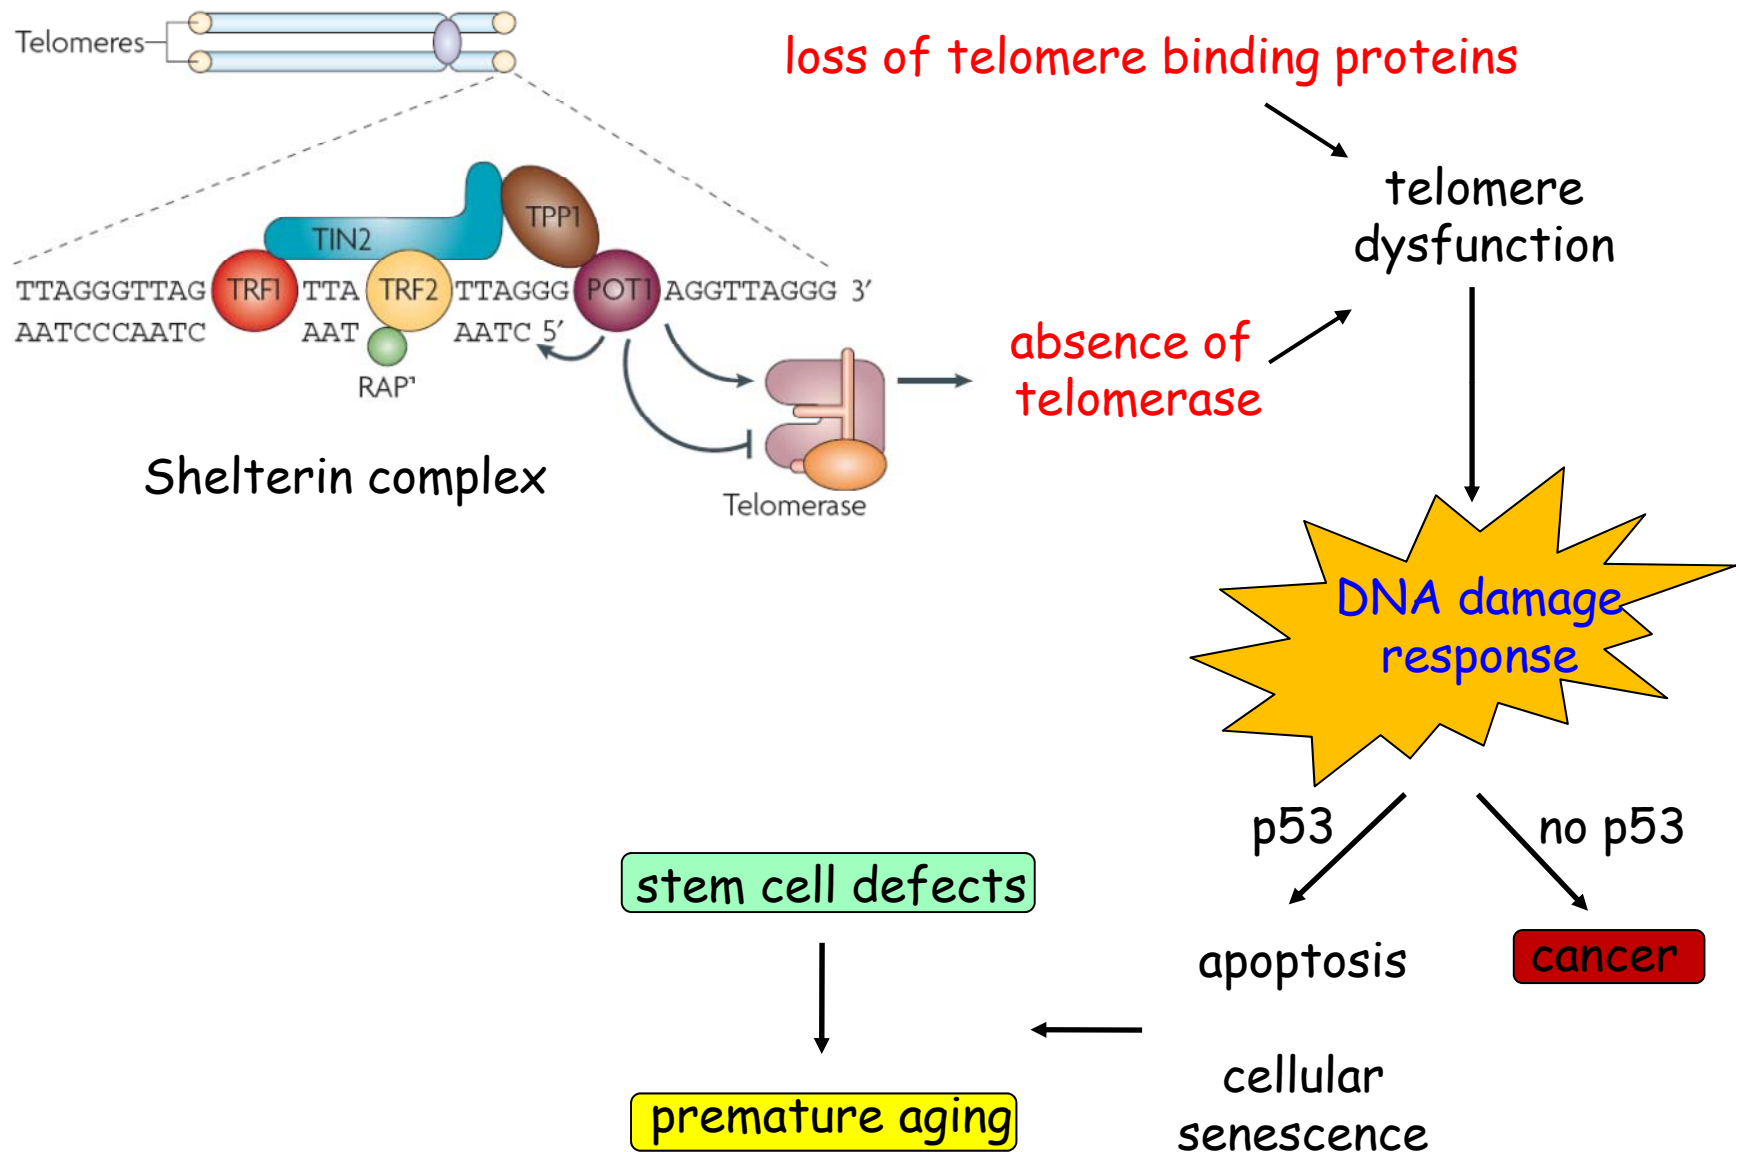 Telomeres
loss of telomere binding proteins
telomere
dysfunction
TPP1
TIN2
TTAGGGTTAG TRF1 TTA TRF2 TTAGGG POT1 AGGTTAGGG 3′
AATCCCAATC AAT AATC 5′
RAP1
absence of
telomerase
Shelterin complex
Telomerase
DNA damage
response
p53
no p53
stem cell defects
apoptosis
cancer
cellular
senescence
premature aging